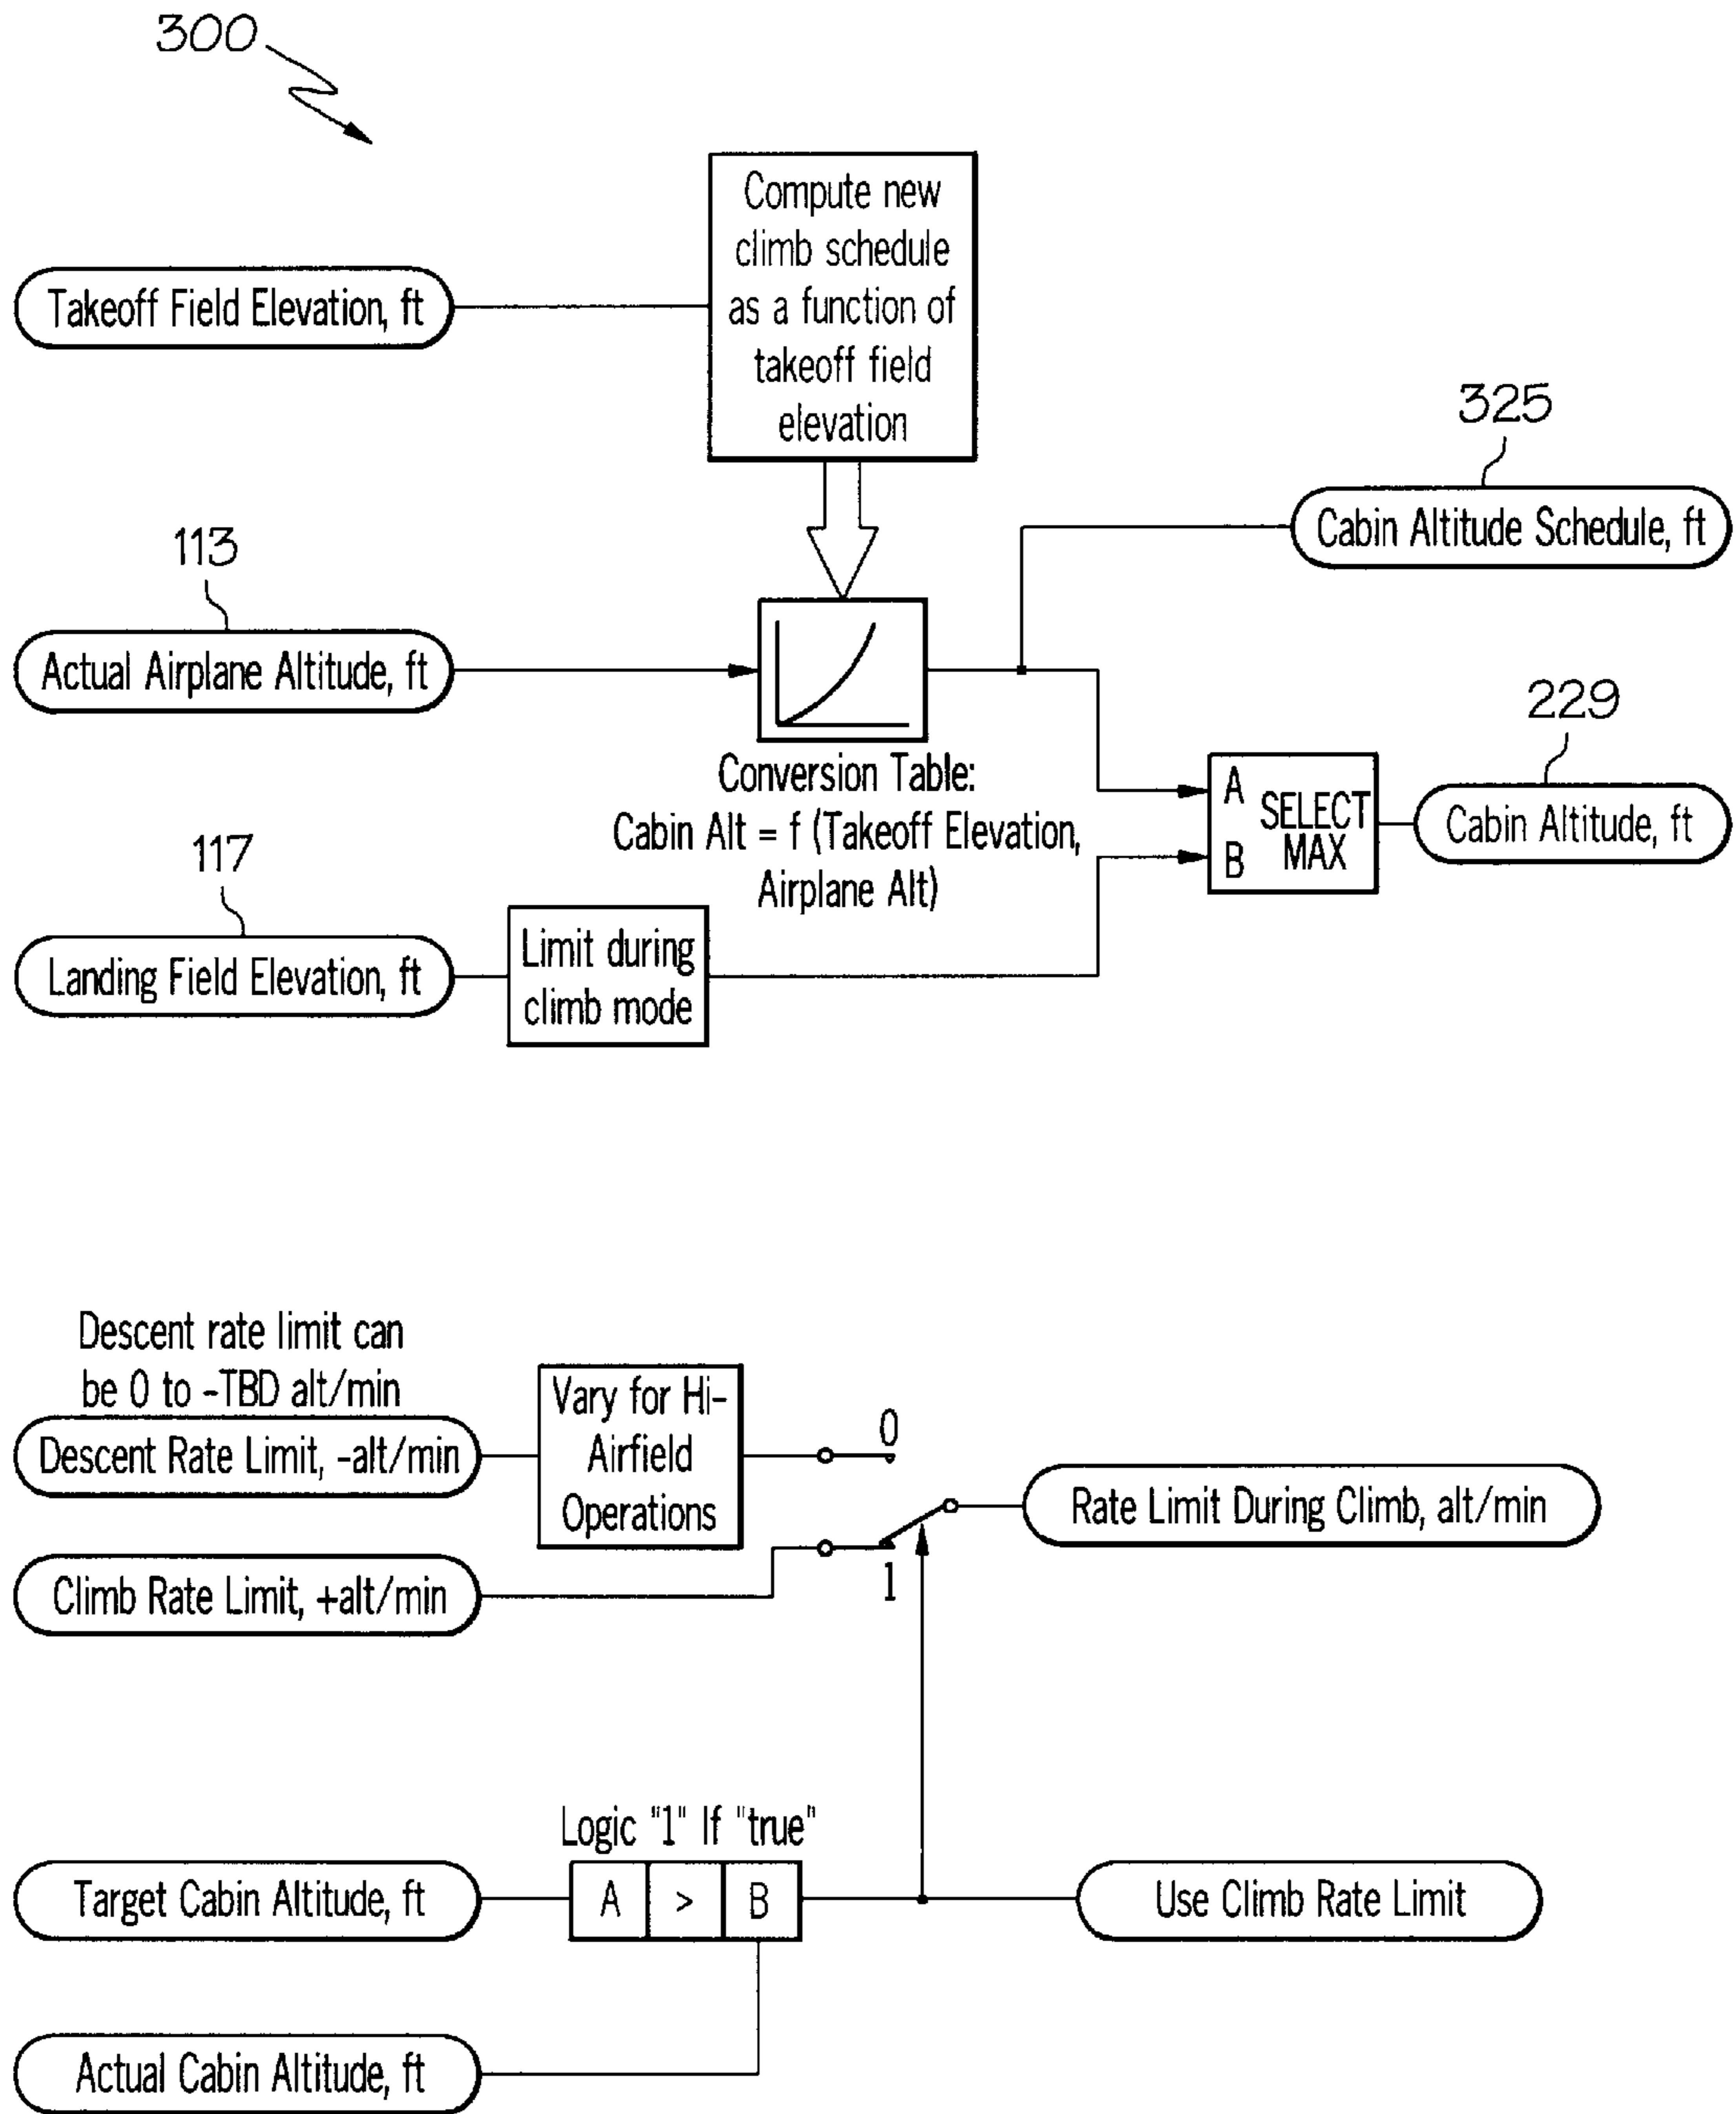 300
Compute new
climb schedule
as a function of
takeoff field
elevation
Takeoff Field Elevation, ft
325
Cabin Altitude Schedule, ft
113
Actual Airplane Altitude, ft
Conversion Table:
Cabin Alt = f (Takeoff Elevation,
Airplane Alt)
229
A
B
SELECT
MAX
Cabin Altitude, ft
117
Landing Field Elevation, ft
Limit during
climb mode
Descent rate limit can
be 0 to -TBD alt/min
Descent Rate Limit, -alt/min
Vary for Hi-
Airfield
Operations
0
Rate Limit During Climb, alt/min
Climb Rate Limit, +alt/min
1
Logic "1" If "true"
Target Cabin Altitude, ft
A > B
Use Climb Rate Limit
Actual Cabin Altitude, ft